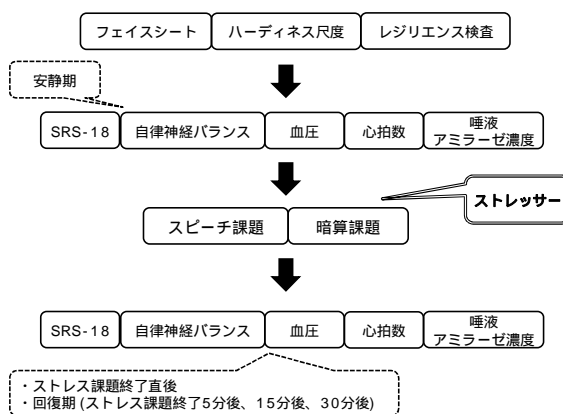 フェイスシート
ハーディネス尺度
レジリエンス検査
安静期
SRS-18
自律神経バランス
血圧
心拍数
唾液
アミラーゼ濃度
ストレッサー
スピーチ課題
暗算課題
SRS-18
自律神経バランス
血圧
心拍数
唾液
アミラーゼ濃度
・ストレス課題終了直後
・回復期(ストレス課題終了5分後、15分後、30分後)